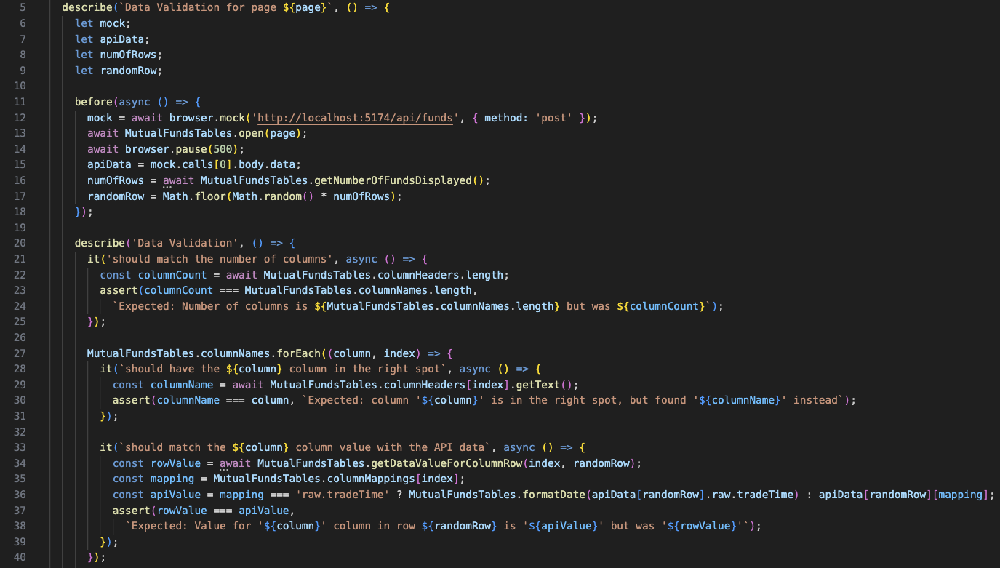 5 describe(`Data Validation for page ${page}`, () => {
6 let mock;
7 let apiData;
8 let numOfRows;
9 let randomRow;
10
11 before(async () => {
12 mock = await browser.mock('http://localhost:5174/api/funds', { method: 'post' });
13 await MutualFundsTables.open(page);
14 await browser.pause(500);
15 apiData = mock.calls[0].body.data;
16 numOfRows = await MutualFundsTables.getNumberOfFundsDisplayed();
17 randomRow = Math.floor(Math.random() * numOfRows);
18 });
19
20 describe('Data Validation', () => {
21 it('should match the number of columns', async () => {
22 const columnCount = await MutualFundsTables.columnHeaders.length;
23 assert(columnCount === MutualFundsTables.columnNames.length,
24 `Expected: Number of columns is ${MutualFundsTables.columnNames.length} but was ${columnCount}`);
25 });
26
27 MutualFundsTables.columnNames.forEach((column, index) => {
28 it(`should have the ${column} column in the right spot`, async () => {
29 const columnName = await MutualFundsTables.columnHeaders[index].getText();
30 assert(columnName === column, `Expected: column '${column}' is in the right spot, but found '${columnName}' instead`);
31 });
32
33 it(`should match the ${column} column value with the API data`, async () => {
34 const rowValue = await MutualFundsTables.getDataValueForColumnRow(index, randomRow);
35 const mapping = MutualFundsTables.columnMappings[index];
36 const apiValue = mapping === 'raw.tradeTime' ? MutualFundsTables.formatDate(apiData[randomRow].raw.tradeTime) : apiData[randomRow][mapping];
37 assert(rowValue === apiValue,
38 `Expected: Value for '${column}' column in row ${randomRow} is '${apiValue}' but was '${rowValue}'`);
39 });
40 });